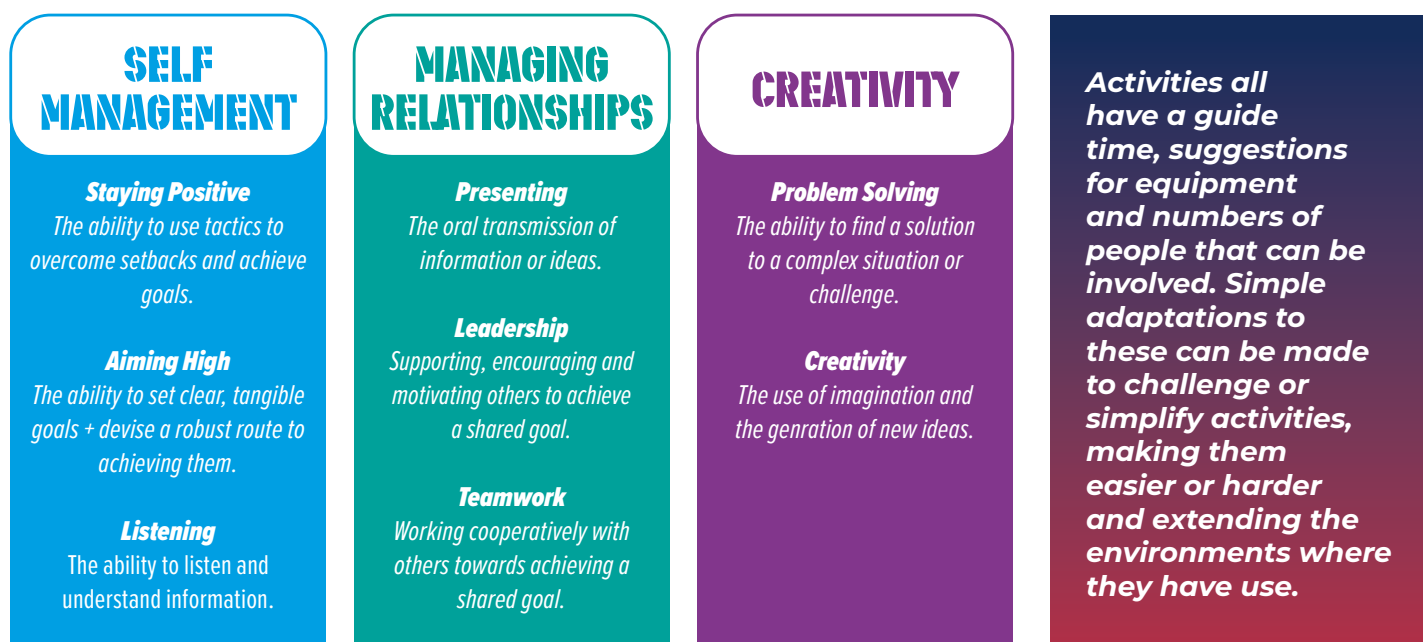 SELF
MANAGEMENT
Staying Positive
The ability to use tactics to
overcome setbacks and achieve
goals.
Aiming High
The ability to set clear, tangible
goals + devise a robust route to
achieving them.
Listening
The ability to listen and
understand information.
MANAGING
RELATIONSHIPS
Presenting
The oral transmission of
information or ideas.
Leadership
Supporting, encouraging and
motivating others to achieve
a shared goal.
Teamwork
Working cooperatively with
others towards achieving a
shared goal.
CREATIVITY
Problem Solving
The ability to find a solution
to a complex situation or
challenge.
Creativity
The use of imagination and
the genration of new ideas.
Activities all
have a guide
time, suggestions
for equipment
and numbers of
people that can be
involved. Simple
adaptations to
these can be made
to challenge or
simplify activities,
making them
easier or harder
and extending the
environments where
they have use.